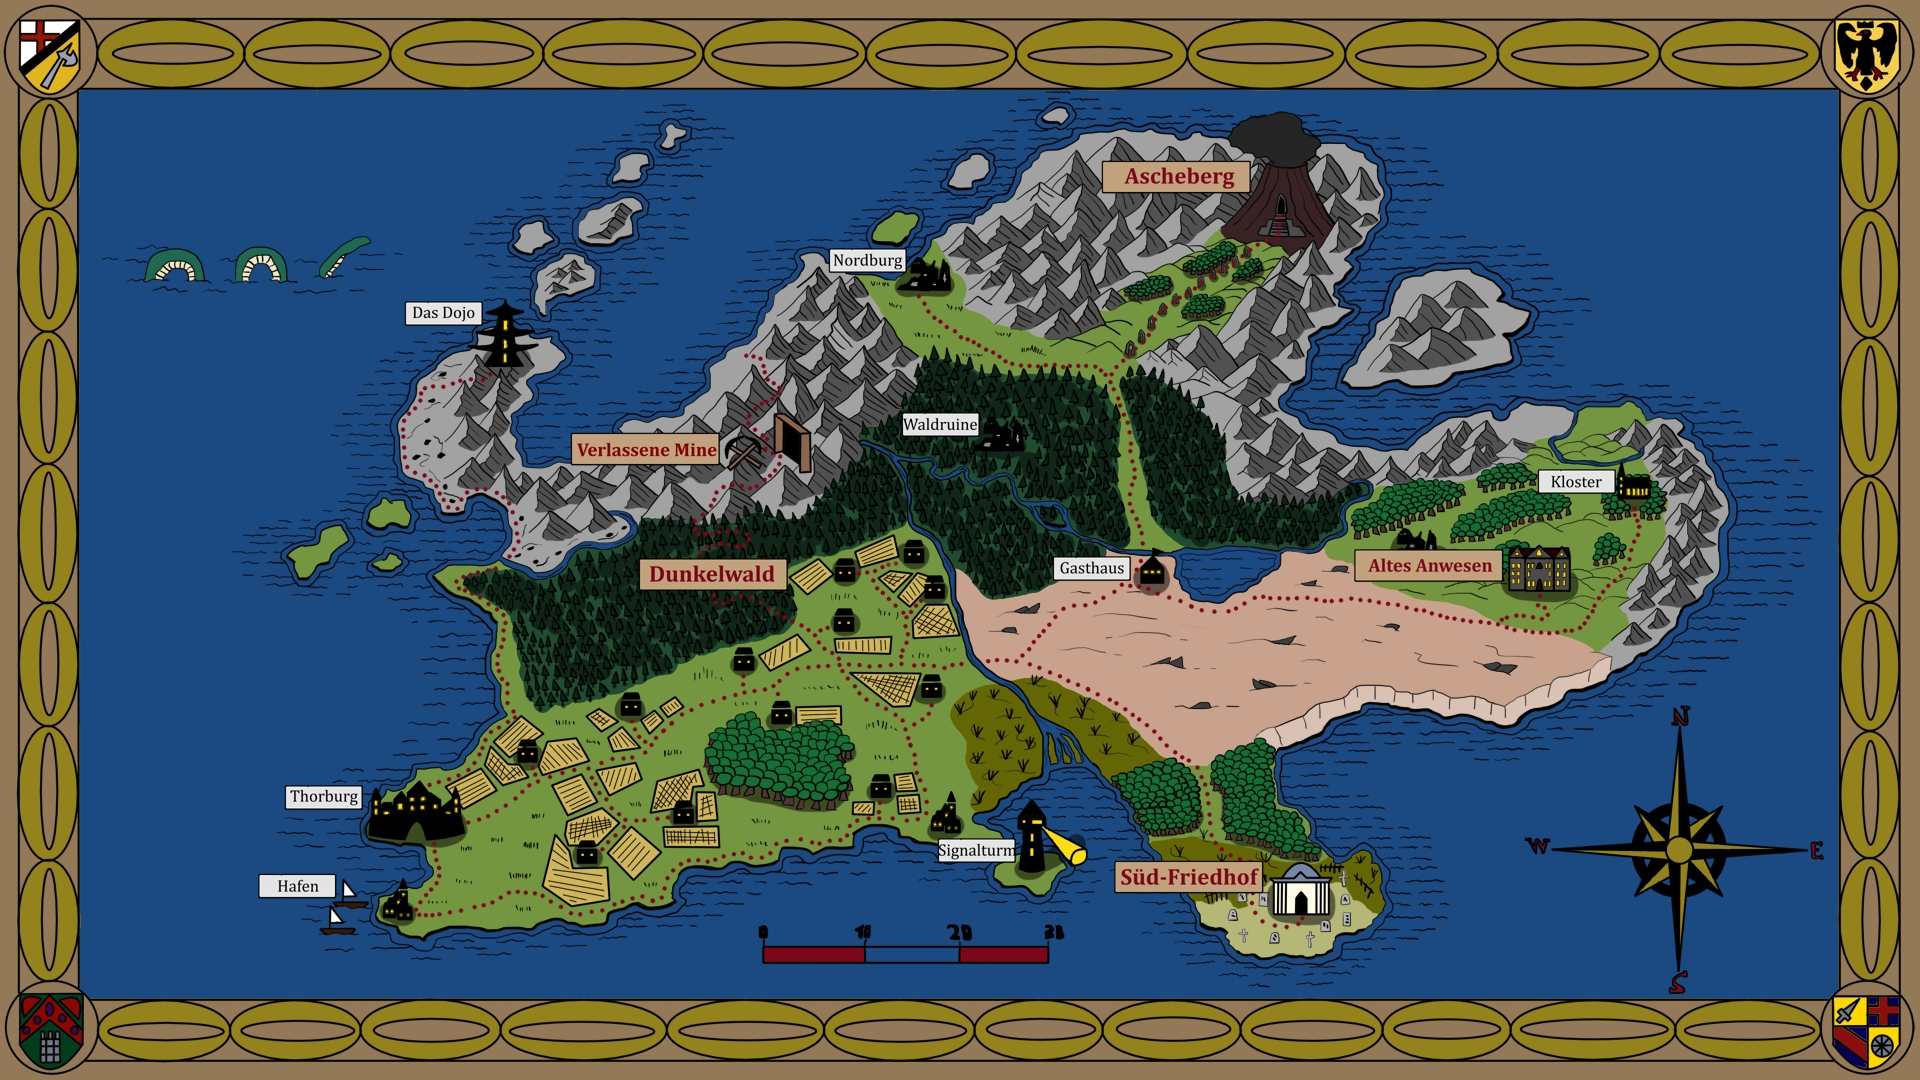 Ascheberg
Nordburg
Das Dojo
Waldruine
Verlassene Mine
Kloster
Gasthaus
Altes Anwesen
Dunkelwald
N
Thorburg
Signalturm
W
E
Süd-Friedhof
Hafen
0 10 20
S